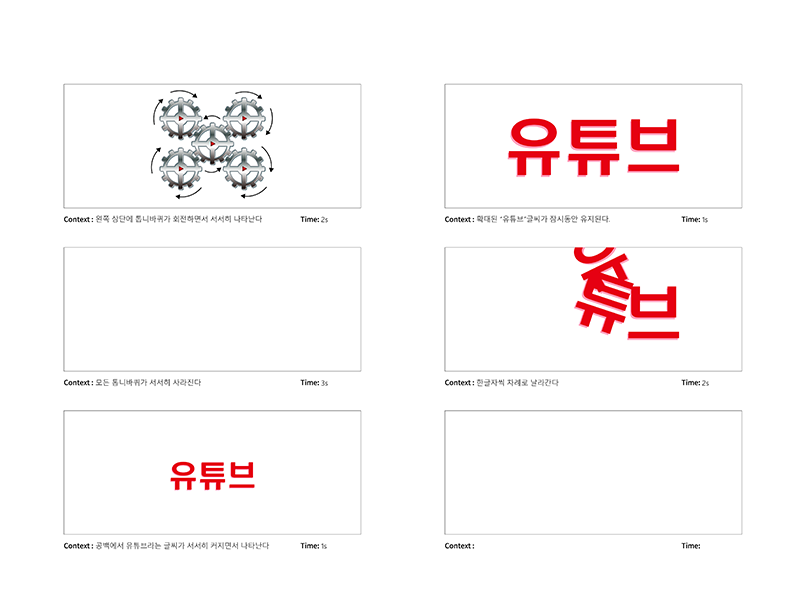 Context : 왼쪽 상단에 톱니바퀴가 회전하면서 서서히 나타난다 Time: 2s
Context : 모든 톱니바퀴가 서서히 사라진다 Time: 3s
유튜브
Context : 공백에서 유튜브라는 글씨가 서서히 커지면서 나타난다 Time: 1s
유튜브
Context : 확대된 "유튜브"글씨가 잠시동안 유지된다. Time: 1s
유튜브
Context : 한글자씩 차례로 날라간다 Time: 2s
Context : Time: